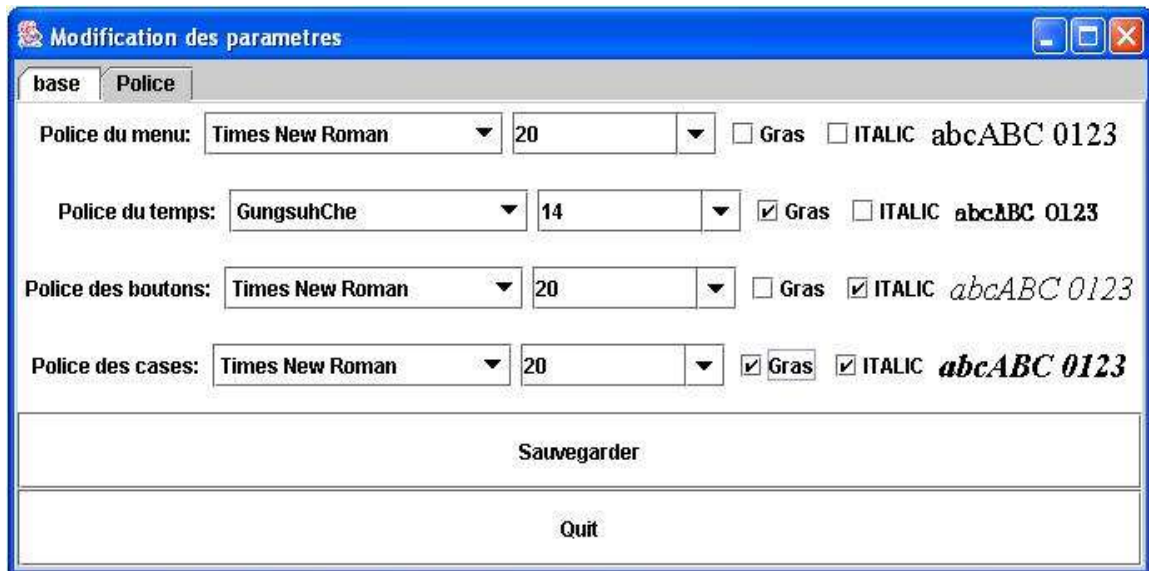 Modification des parametres
base Police
Police du menu: Times New Roman 20 Gras ITALIC abcABC 0123
Police du temps: GungsuhChe 14 Gras ITALIC abcABC 0123
Police des boutons: Times New Roman 20 Gras ITALIC abcABC 0123
Police des cases: Times New Roman 20 Gras ITALIC abcABC 0123
Sauvegarder
Quit